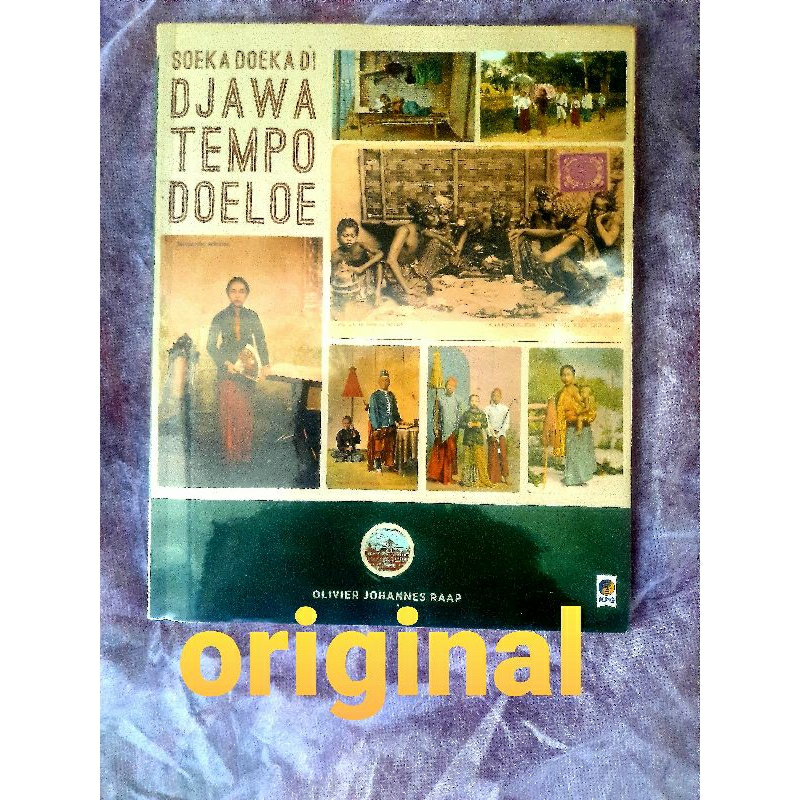 SOEKA DOEKA DI
DJAWA
TEMPO
DOELOE
OLIVIER JOHANNES RAAP
original